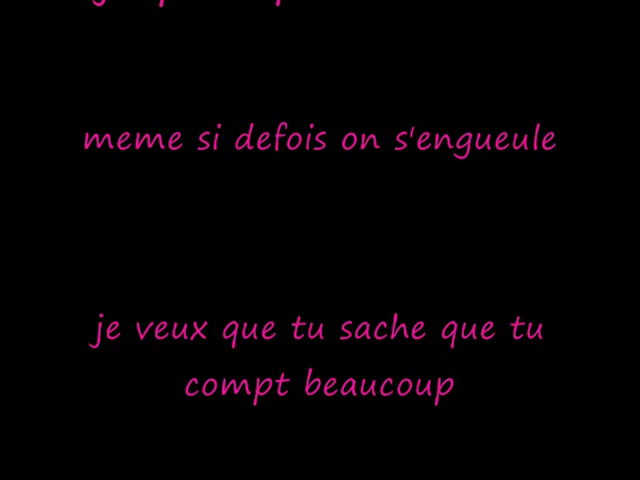 meme si defois on s'engueule
je veux que tu sache que tu
compt beaucoup